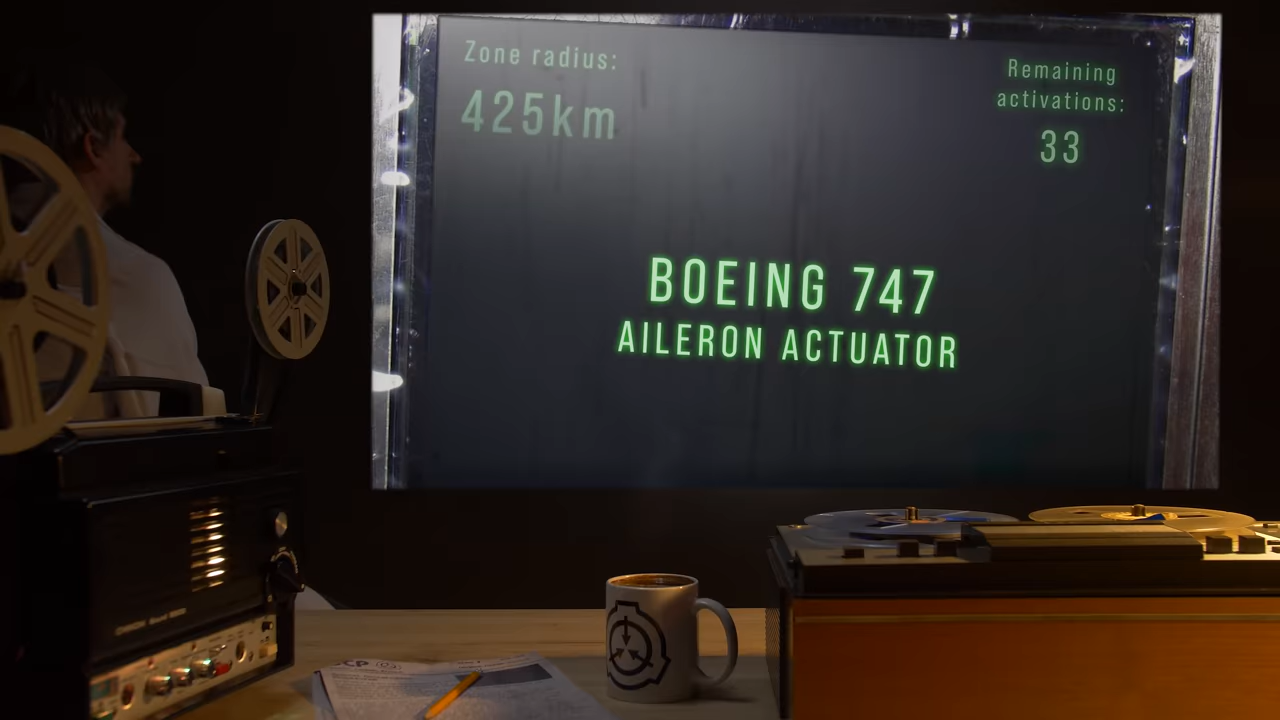 Zone radius:
425km
Remaining
activations:
33
BOEING 747
AILERON ACTUATOR